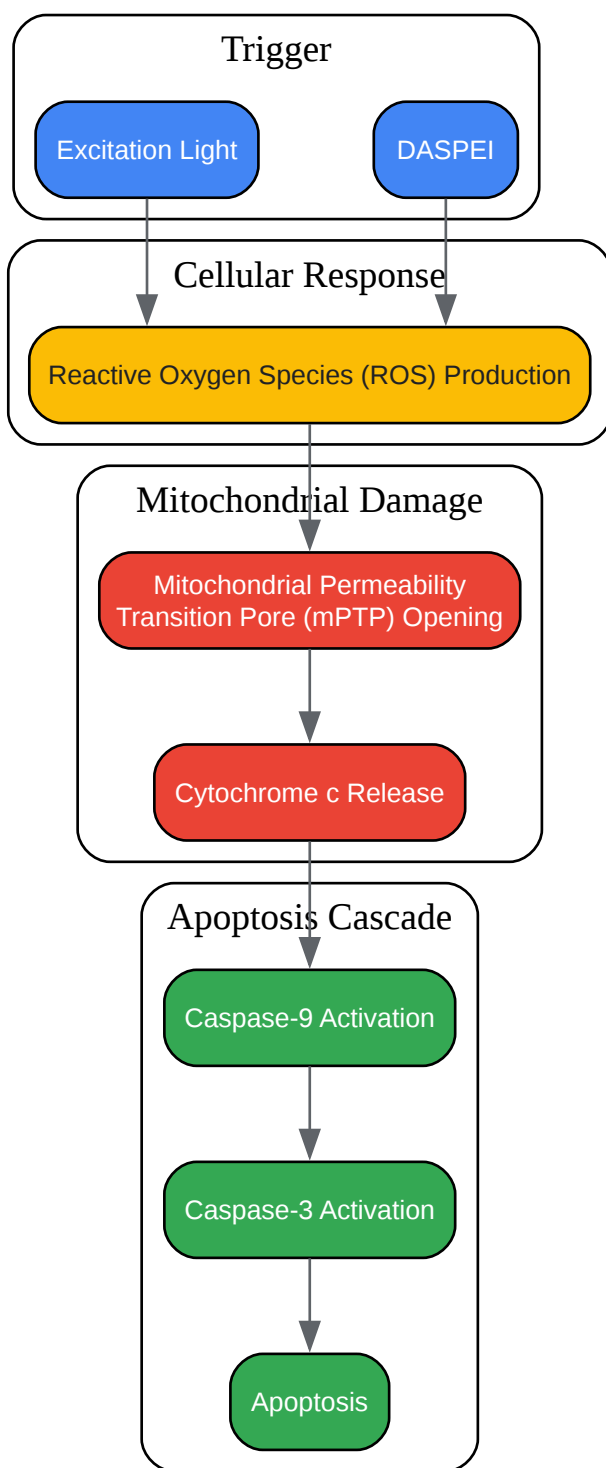 Trigger
Excitation Light
DASPEI
Cellular Response
Reactive Oxygen Species (ROS) Production
Mitochondrial Damage
Mitochondrial Permeability
Transition Pore (mPTP) Opening
Cytochrome c Release
Apoptosis Cascade
Caspase-9 Activation
Caspase-3 Activation
Apoptosis